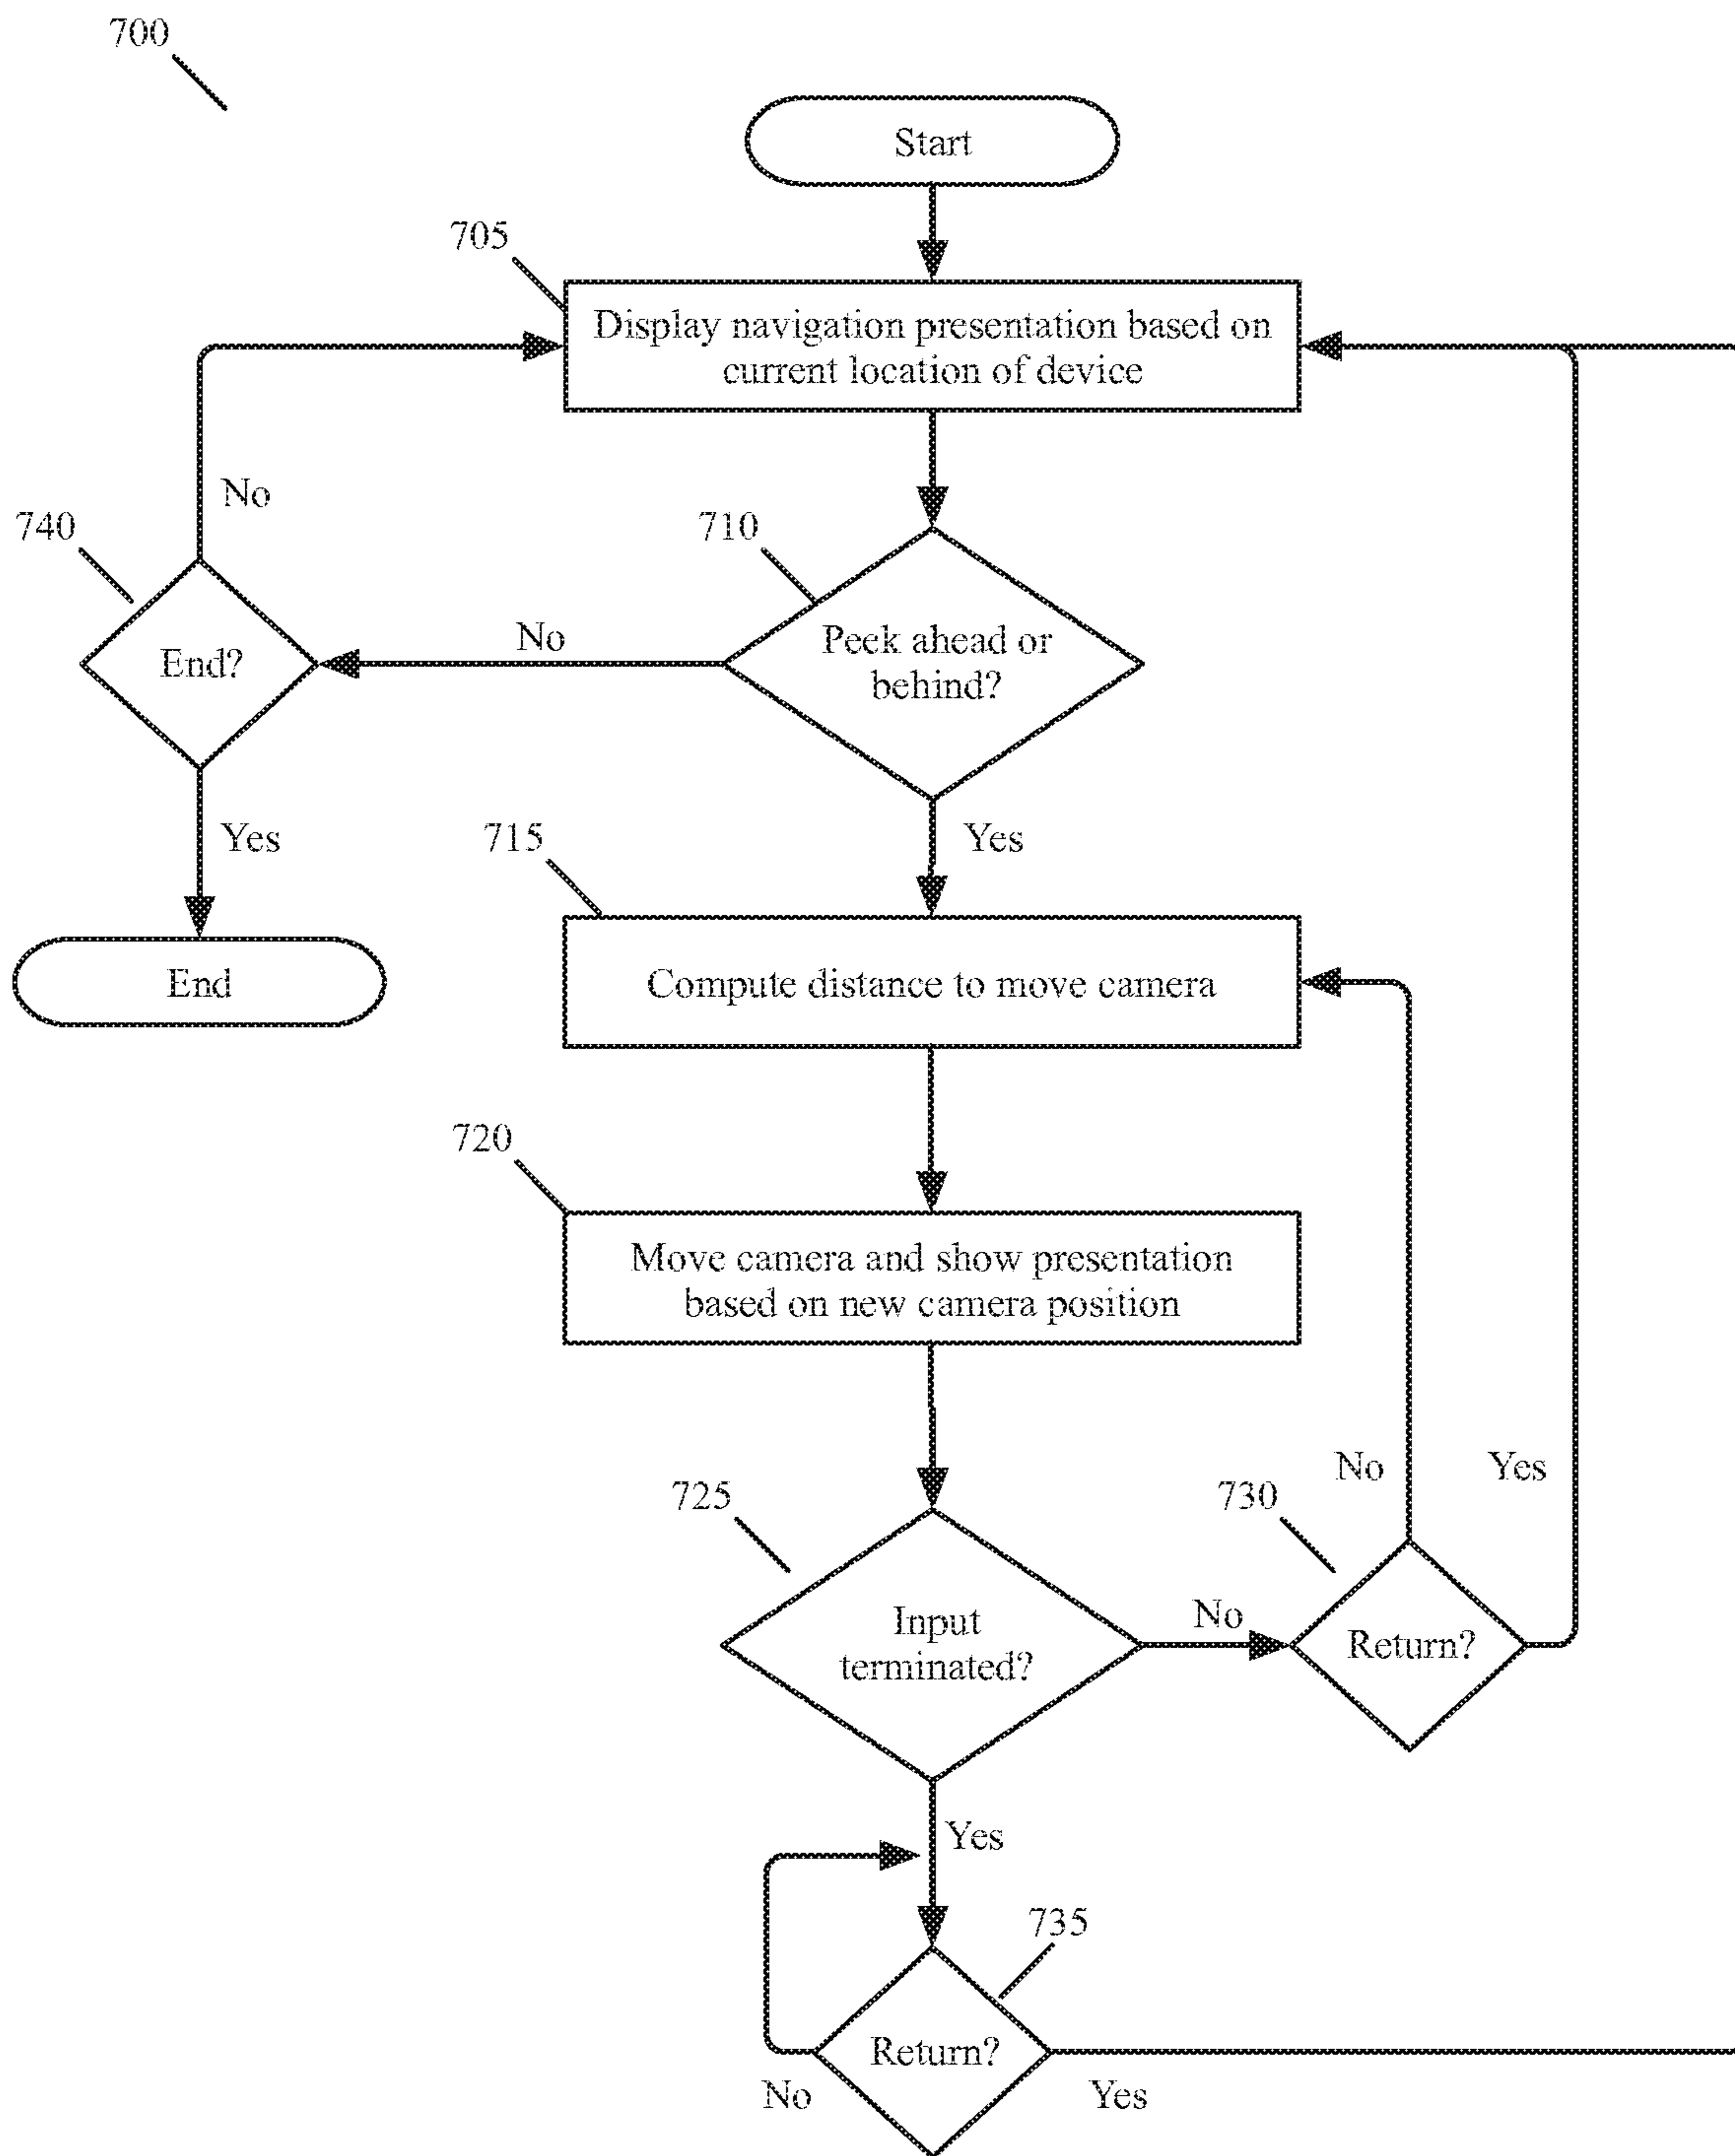 700
Start
705
Display navigation presentation based on
current location of device
No
740
710
End?
No
Peek ahead or
behind?
Yes
715
Yes
End
Compute distance to move camera
720
Move camera and show presentation
based on new camera position
725
No
Yes
730
Input
terminated?
No
Return?
Yes
735
Return?
No
Yes